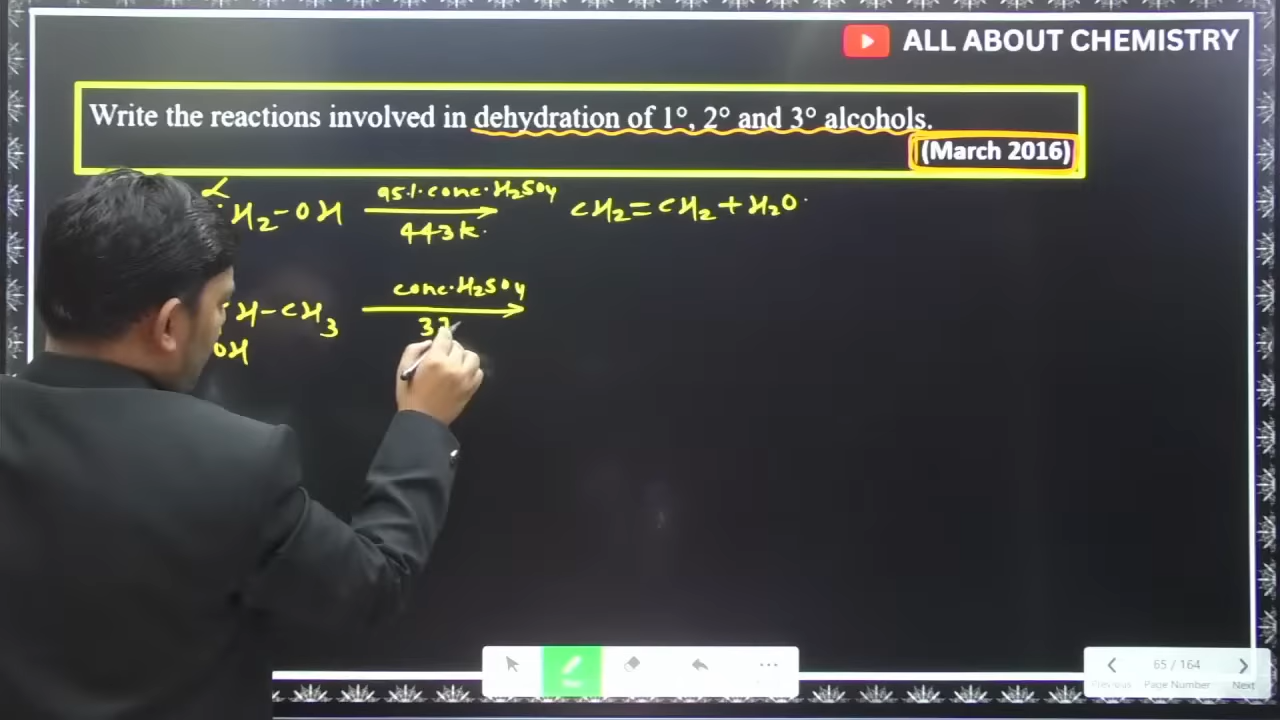 ALL ABOUT CHEMISTRY
Write the reactions involved in dehydration of 1°, 2° and 3° alcohols.
(March 2016)
α
H₂-OH 95% conc. H₂SO₄ CH₂=CH₂+H₂O
443K.
H-CH₃ conc. H₂SO₄
OH
3
65 / 164
Previous Page Number Next